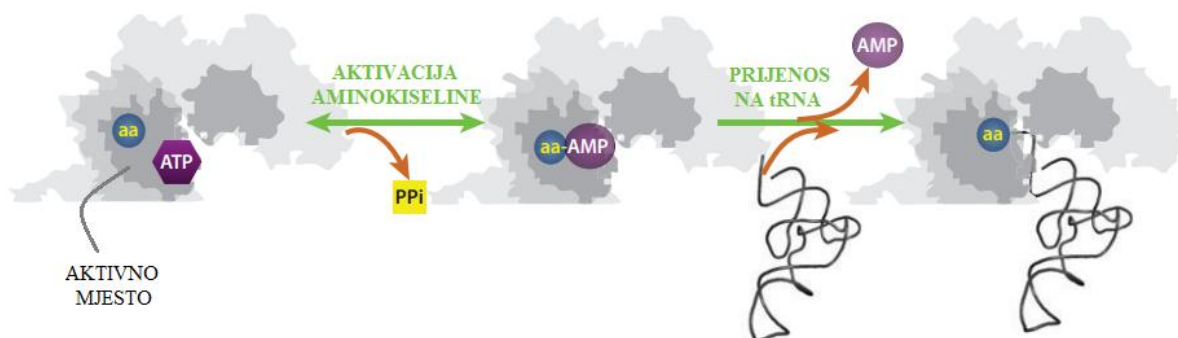 aa
ATP
AKTIVNO
MJESTO
AKTIVACIJA
AMINOKISELINE
PPi
aa-AMP
PRIJENOS
NA tRNA
AMP
aa